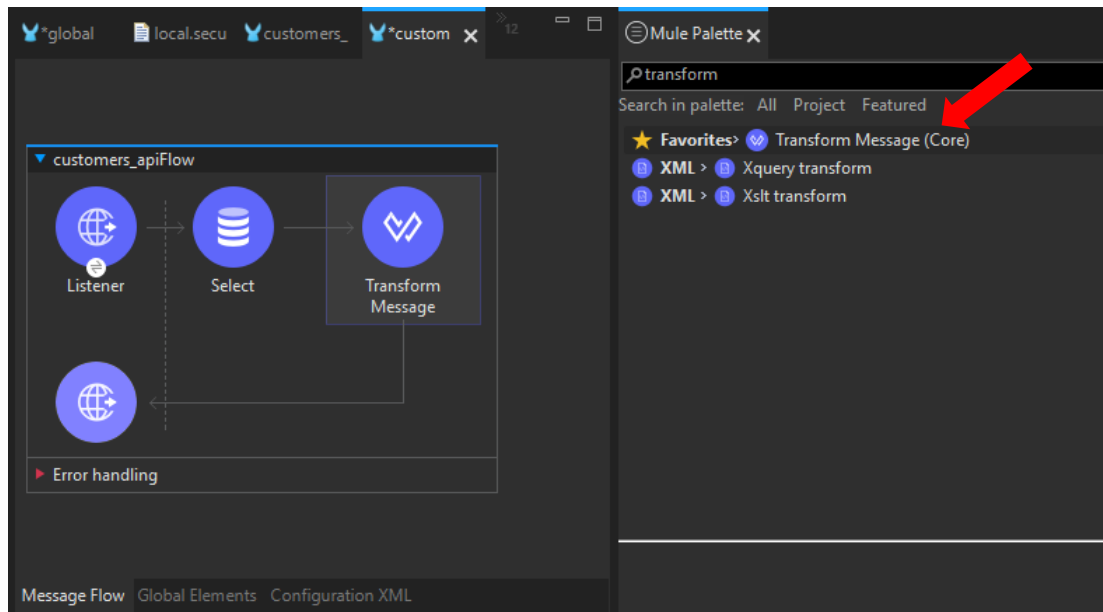 *global local.secu customers_ *custom 12
Mule Palette
transform
Search in palette: All Project Featured
Favorites> Transform Message (Core)
XML > Xquery transform
XML > Xslt transform
customers_apiFlow
Listener
Select
Transform
Message
Error handling
Message Flow Global Elements Configuration XML